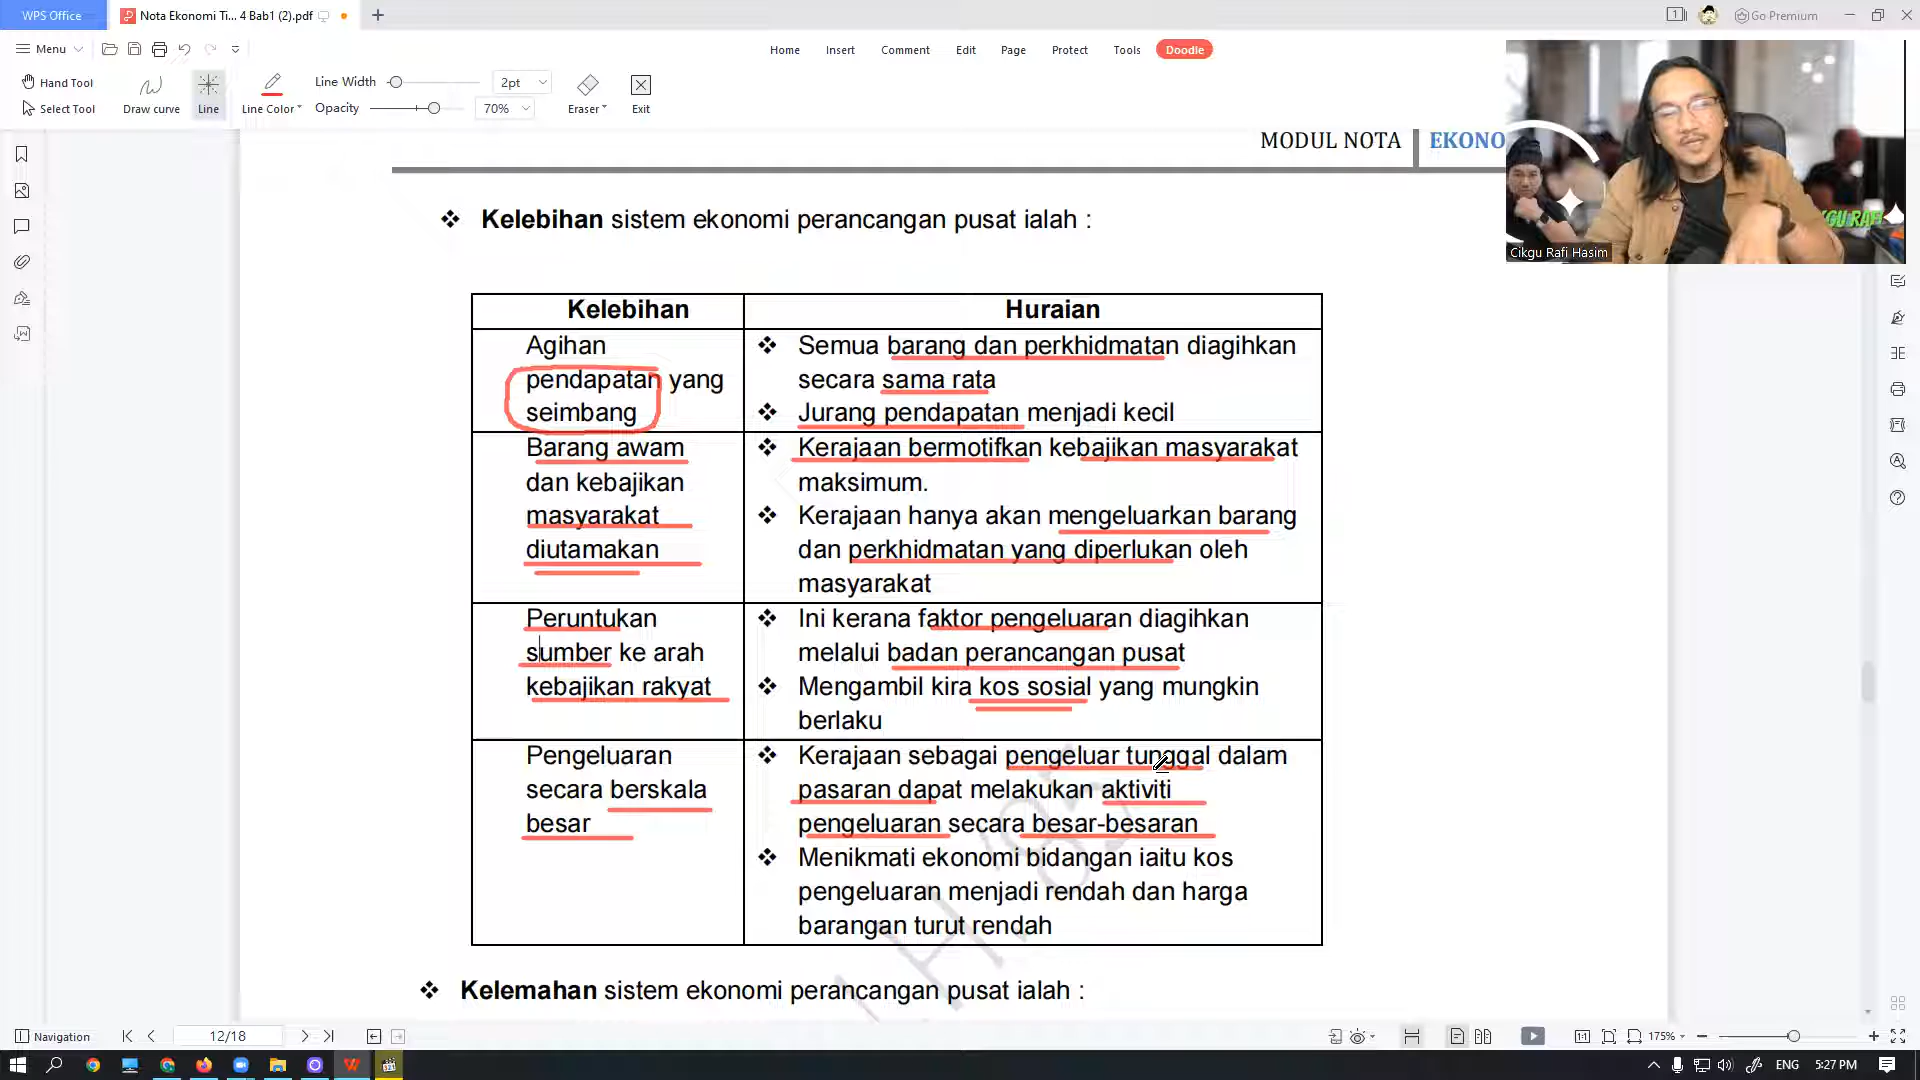 WPS Office
Nota Ekonomi Ti... 4 Bab1 (2).pdf
Go Premium
Menu
Home
Insert
Comment
Edit
Page
Protect
Tools
Doodle
Hand Tool
Select Tool
Draw curve
Line
Line Color
Line Width
2pt
Opacity
70%
Eraser
Exit
MODUL NOTA
EKONO
GU RAFI
Cikgu Rafi Hasim
Kelebihan sistem ekonomi perancangan pusat ialah :
Kelebihan
Huraian
Agihan
pendapatan yang
seimbang
Semua barang dan perkhidmatan diagihkan
secara sama rata
Jurang pendapatan menjadi kecil
Barang awam
dan kebajikan
masyarakat
diutamakan
Kerajaan bermotifkan kebajikan masyarakat
maksimum.
Kerajaan hanya akan mengeluarkan barang
dan perkhidmatan yang diperlukan oleh
masyarakat
Peruntukan
sumber ke arah
kebajikan rakyat
Ini kerana faktor pengeluaran diagihkan
melalui badan perancangan pusat
Mengambil kira kos sosial yang mungkin
berlaku
Pengeluaran
secara berskala
besar
Kerajaan sebagai pengeluar tunggal dalam
pasaran dapat melakukan aktiviti
pengeluaran secara besar-besaran
Menikmati ekonomi bidangan iaitu kos
pengeluaran menjadi rendah dan harga
barangan turut rendah
Kelemahan sistem ekonomi perancangan pusat ialah :
Navigation
12/18
175%
ENG
5:27 PM